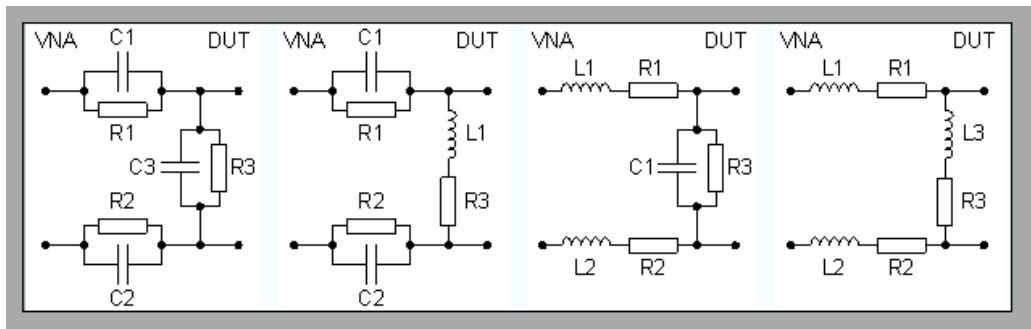 VNA C1 DUT
R1
C3 R3
R2
C2
VNA C1 DUT
R1 L1
R2 R3
C2
VNA DUT
L1 R1
C1 R3
L2 R2
VNA DUT
L1 R1
L3
R3
L2 R2